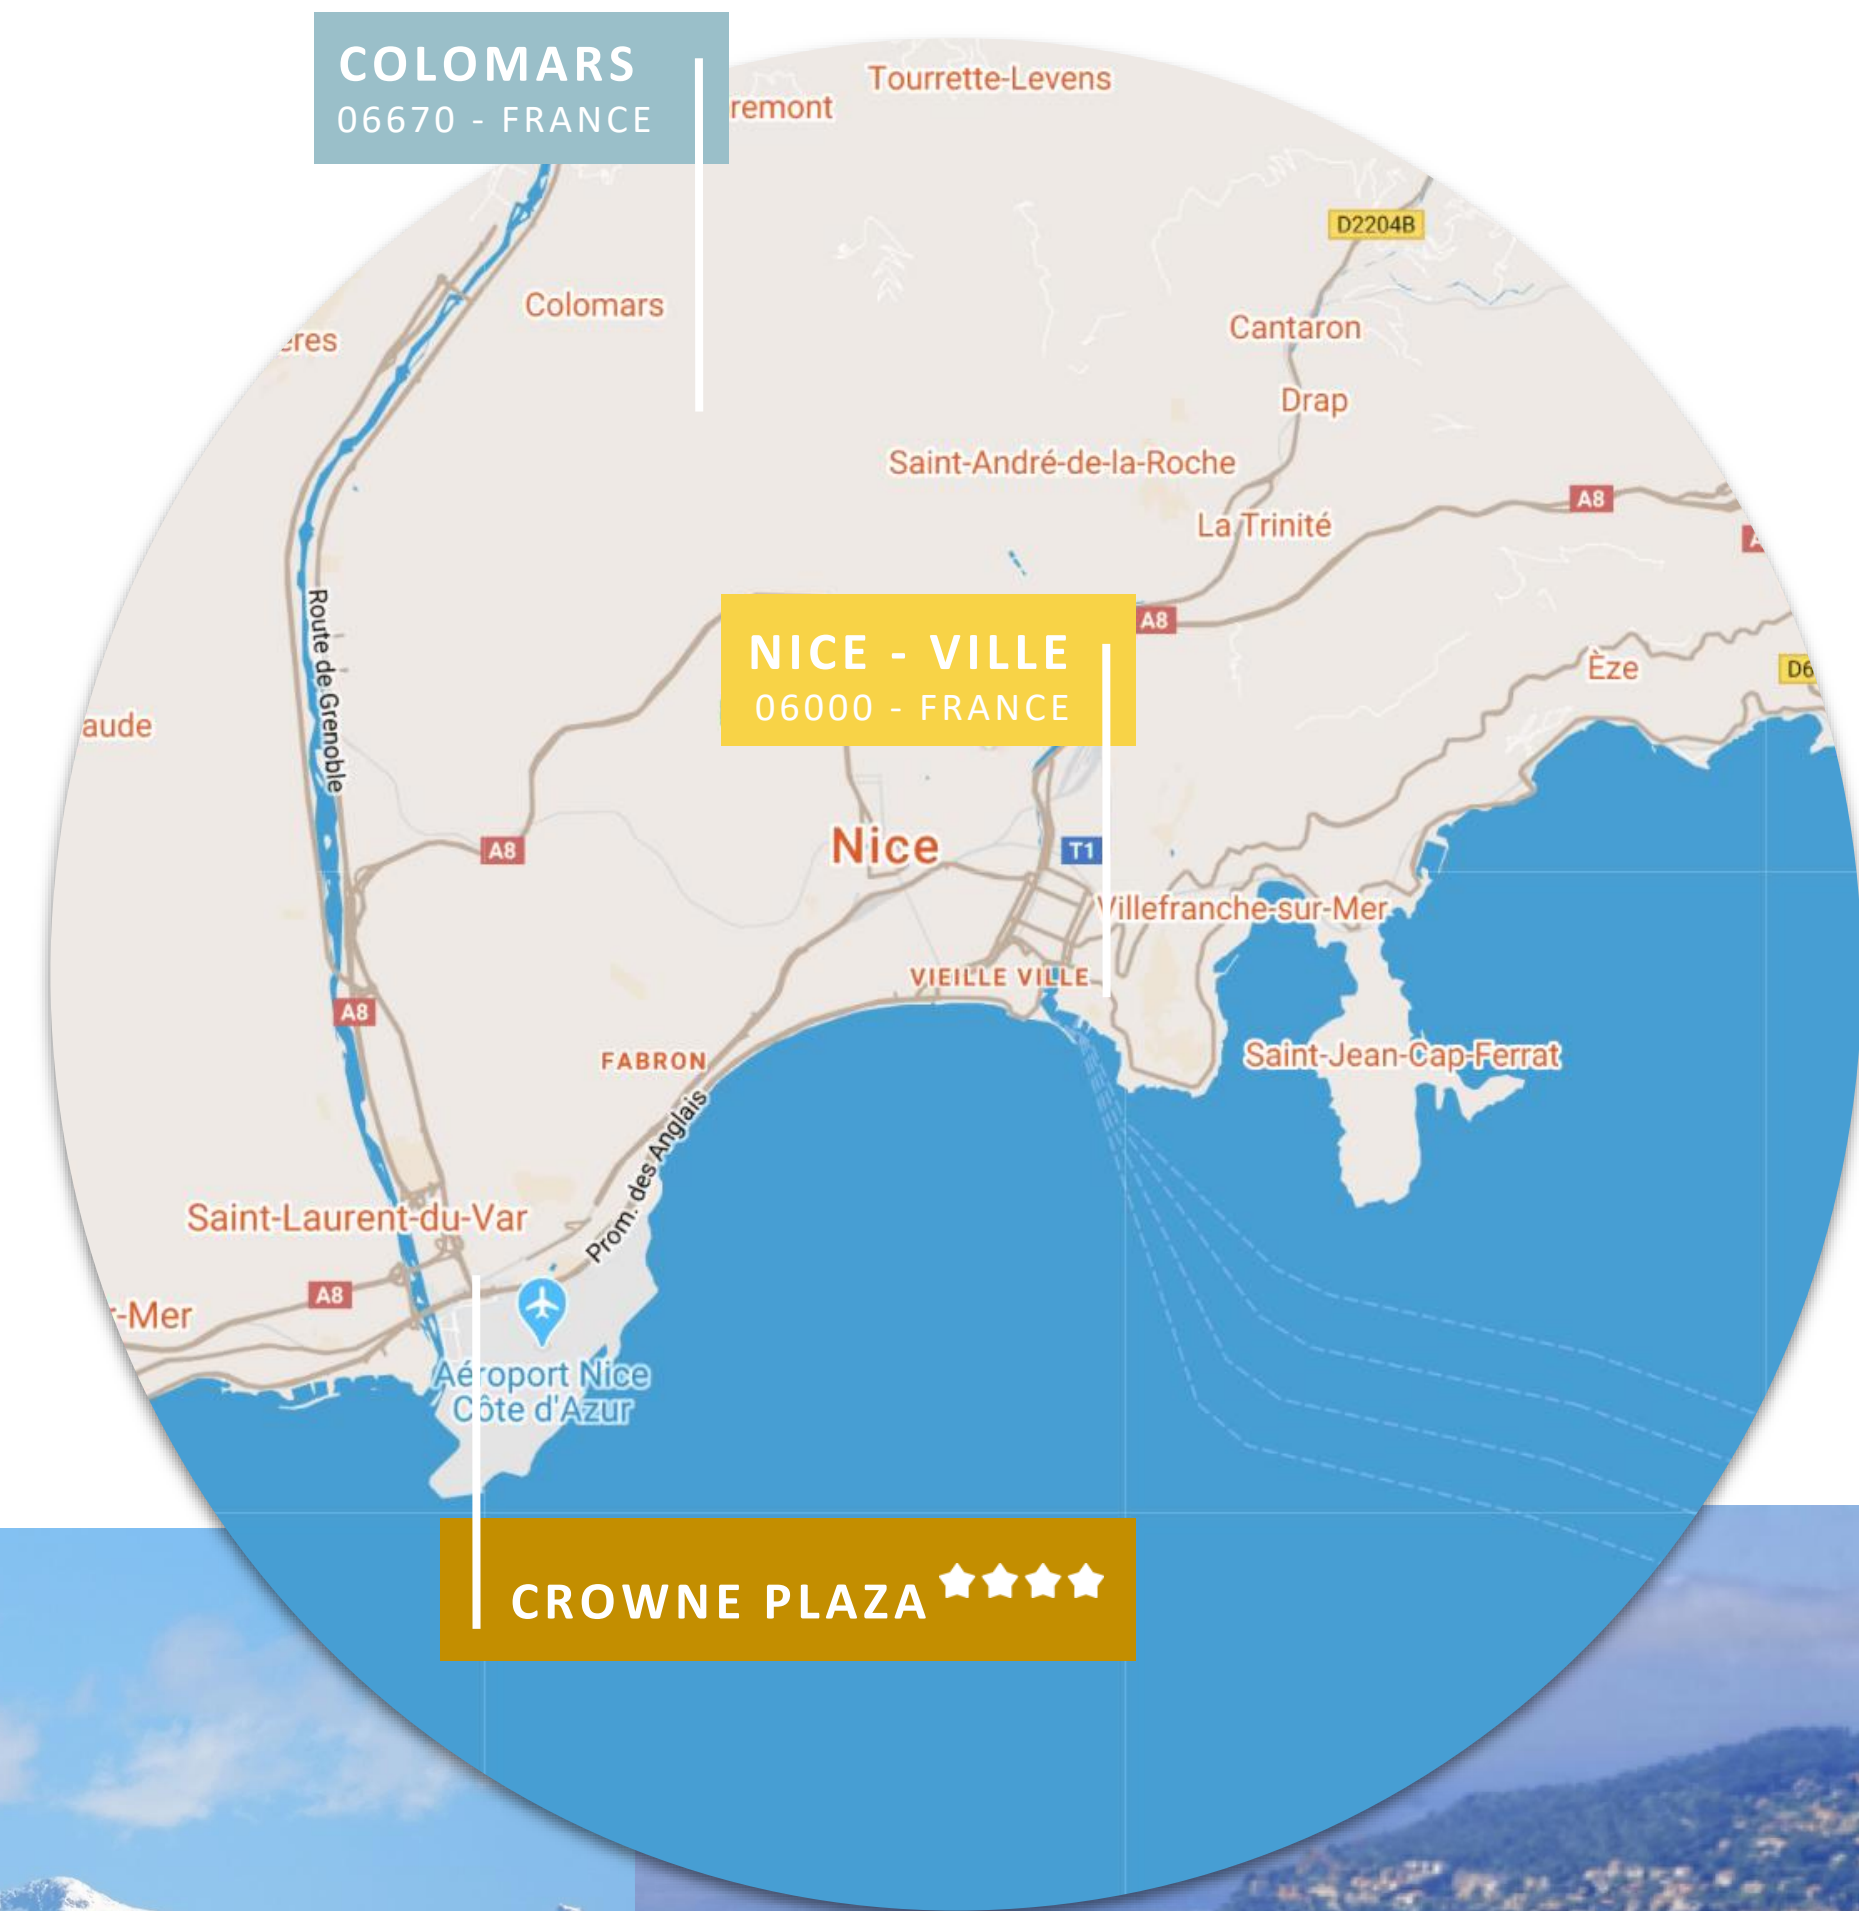 COLOMARS
06670 - FRANCE
Tourrette-Levens
remont
D2204B
Colomars
Cantaron
ères
Drap
Saint-André-de-la-Roche
A8
La Trinité
Route de Grenoble
NICE - VILLE
06000 - FRANCE
A8
Èze
D6
aude
Nice
A8
T1
Villefranche-sur-Mer
VIEILLE VILLE
A8
FABRON
Saint-Jean-Cap-Ferrat
Prom. des Anglais
Saint-Laurent-du-Var
A8
r-Mer
Aéroport Nice
Côte d'Azur
CROWNE PLAZA